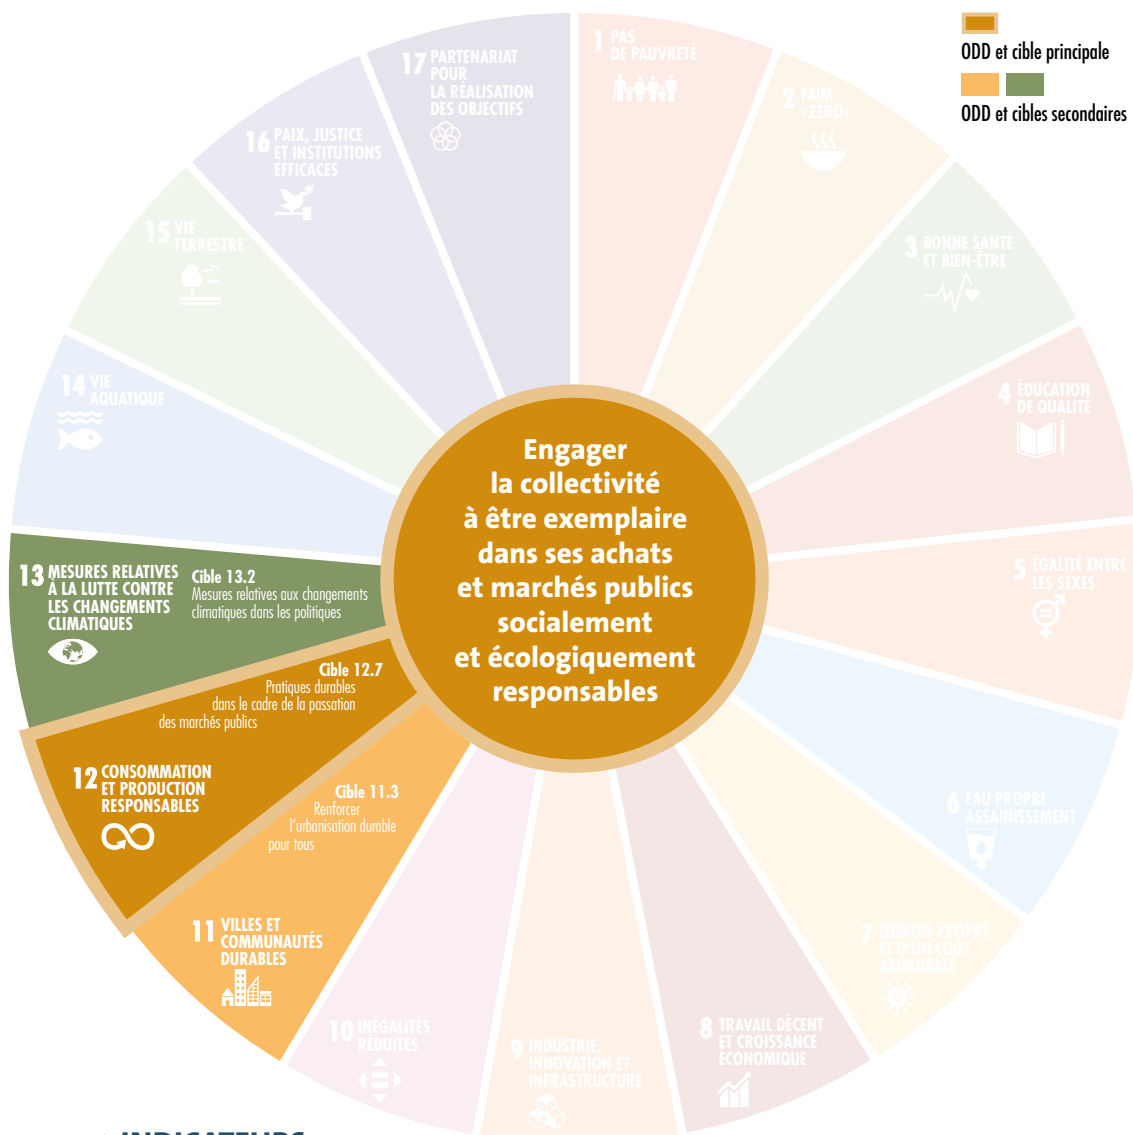 ODD et cible principale
ODD et cibles secondaires
1 PAS
DE PAUVRETÉ
2 FAIM
«ZÉRO»
3 BONNE SANTÉ
ET BIEN-ÊTRE
4 ÉDUCATION
DE QUALITÉ
5 ÉGALITÉ ENTRE
LES SEXES
6 EAU PROPRE
ASSAINISSEMENT
7 ÉNERGIE PROPRE
ET D'UN COÛT
ABORDABLE
8 TRAVAIL DÉCENT
ET CROISSANCE
ÉCONOMIQUE
9 INDUSTRIE,
INNOVATION ET
INFRASTRUCTURE
10 INÉGALITÉS
RÉDUITES
11 VILLES ET
COMMUNAUTÉS
DURABLES
Cible 11.3
Renforcer
l'urbanisation durable
pour tous
12 CONSOMMATION
ET PRODUCTION
RESPONSABLES
Cible 12.7
Pratiques durables
dans le cadre de la passation
des marchés publics
13 MESURES RELATIVES
À LA LUTTE CONTRE
LES CHANGEMENTS
CLIMATIQUES
Cible 13.2
Mesures relatives aux changements
climatiques dans les politiques
14 VIE
AQUATIQUE
15 VIE
TERRESTRE
16 PAIX, JUSTICE
ET INSTITUTIONS
EFFICACES
17 PARTENARIAT
POUR
LA RÉALISATION
DES OBJECTIFS
Engager
la collectivité
à être exemplaire
dans ses achats
et marchés publics
socialement
et écologiquement
responsables
INDICATEURS